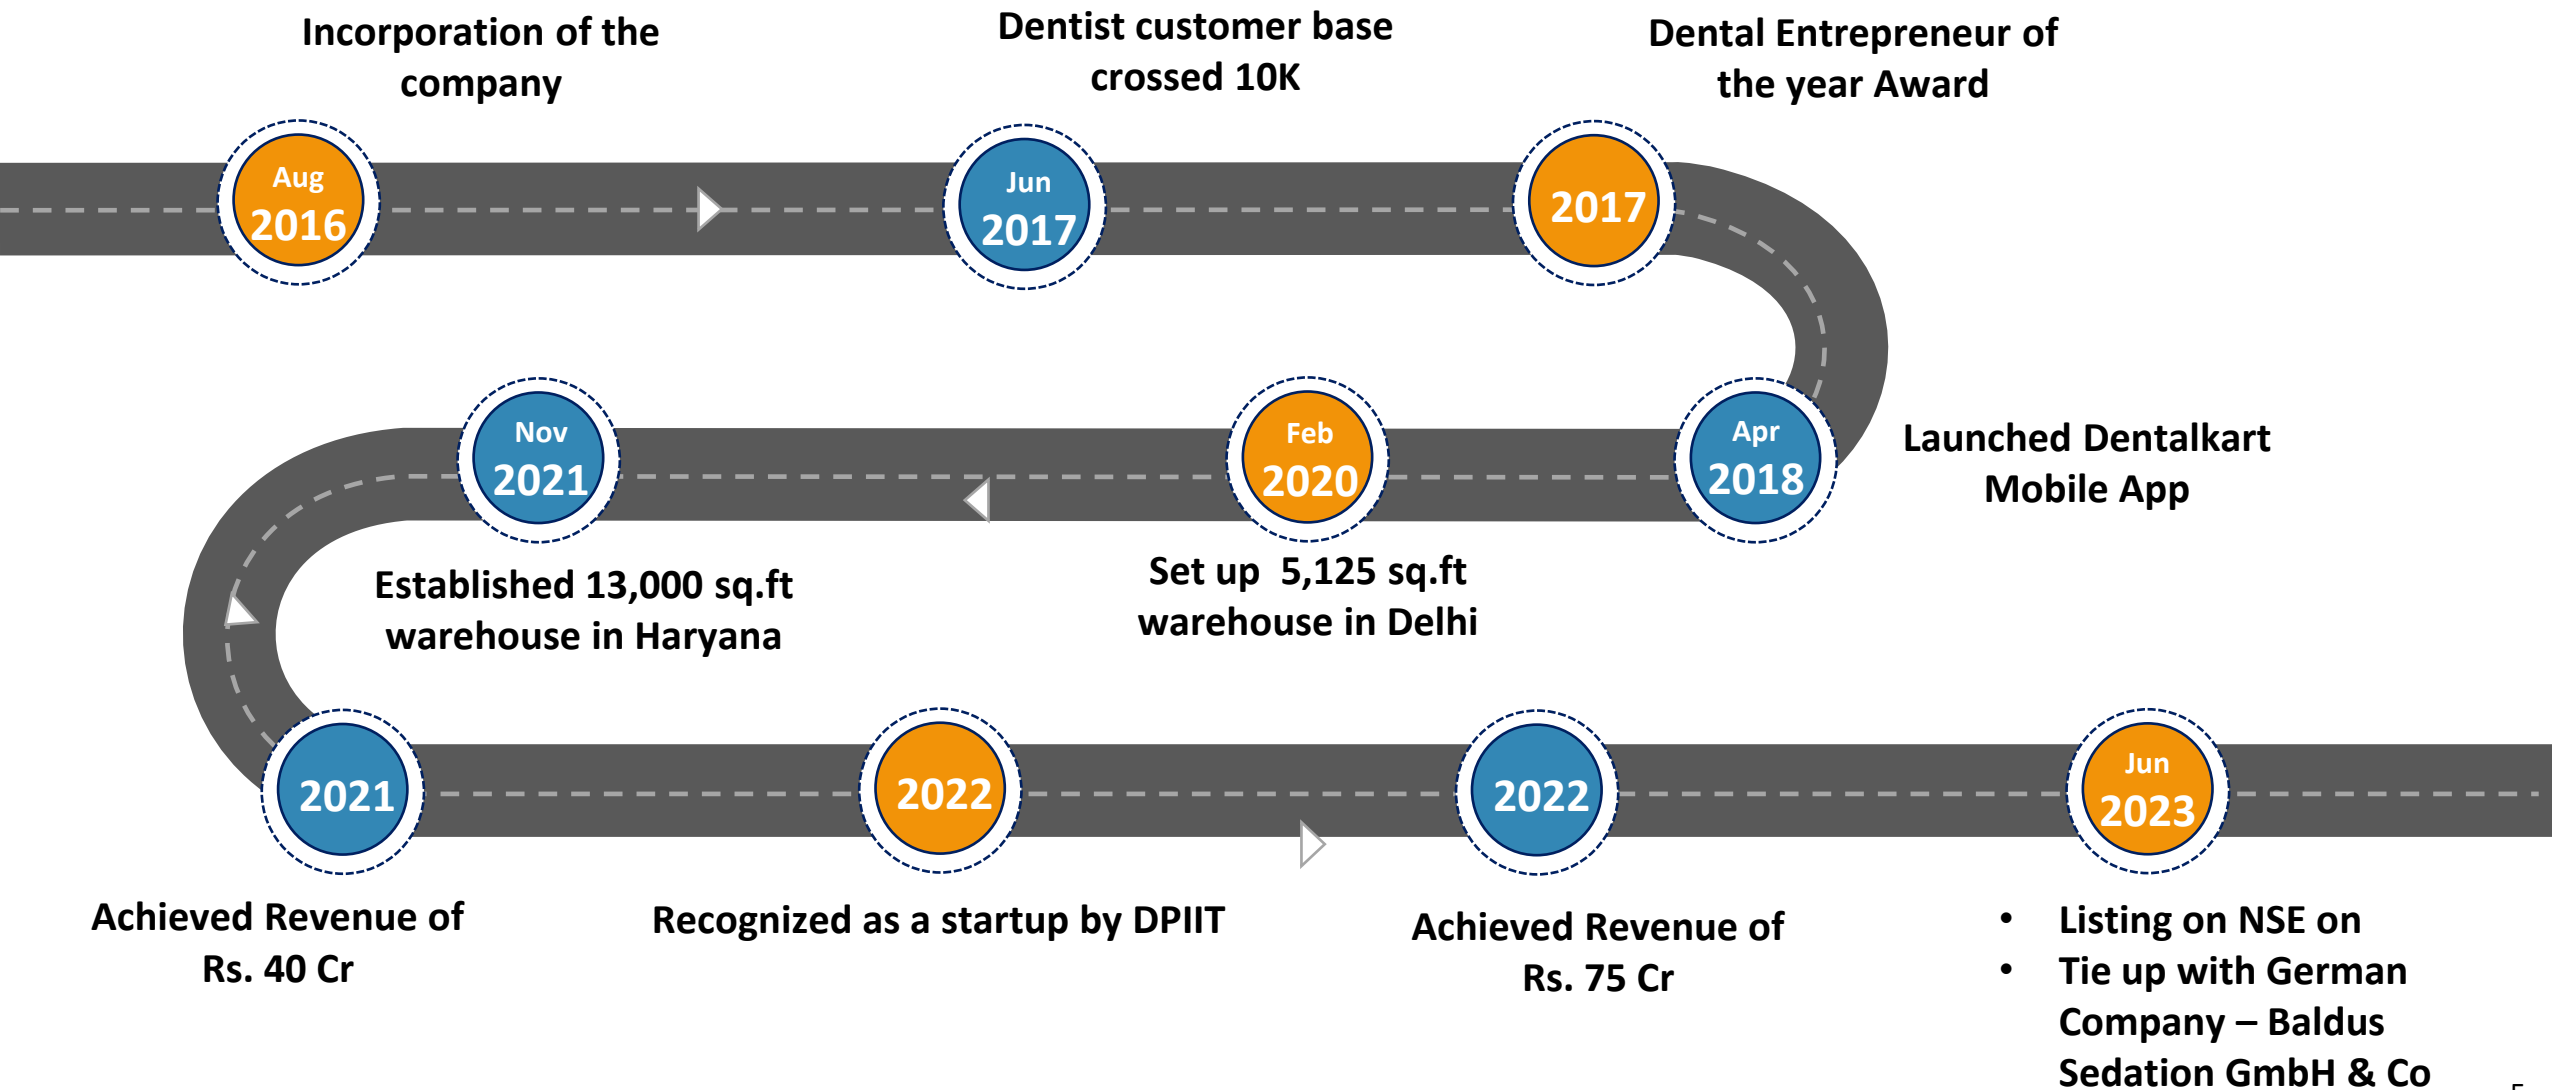 Incorporation of the
company
Aug
2016
Dentist customer base
crossed 10K
Jun
2017
Dental Entrepreneur of
the year Award
2017
Apr
2018
Launched Dentalkart
Mobile App
Feb
2020
Set up  5,125 sq.ft
warehouse in Delhi
Nov
2021
Established 13,000 sq.ft
warehouse in Haryana
2021
Achieved Revenue of
Rs. 40 Cr
2022
Recognized as a startup by DPIIT
2022
Achieved Revenue of
Rs. 75 Cr
Jun
2023
• Listing on NSE on
• Tie up with German
Company – Baldus
Sedation GmbH & Co